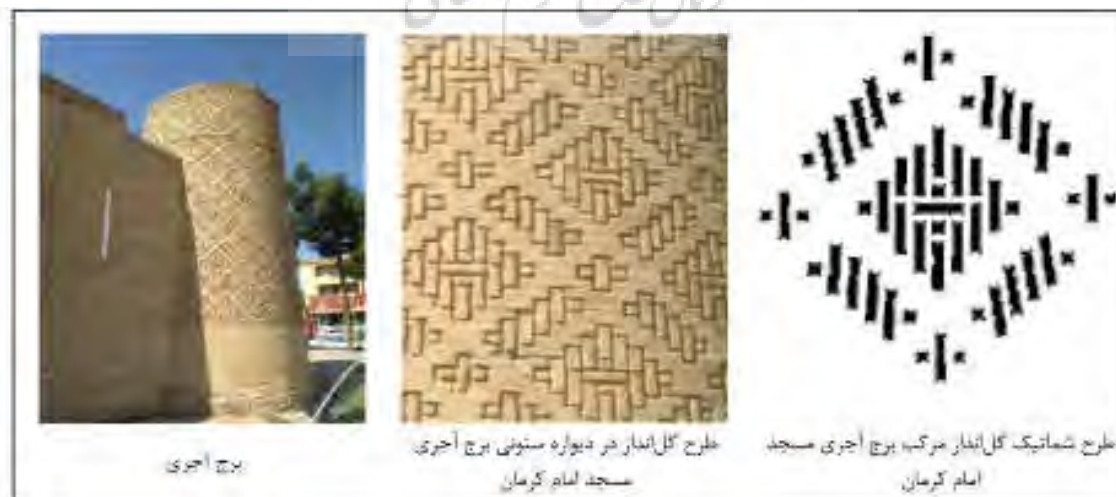 طرح شماتیک گل‌انداز مرکب برج آجری مسجد
امام کرمان
طرح گل‌انداز در دیواره ستونی برج آجری
مسجد امام کرمان
برج آجری